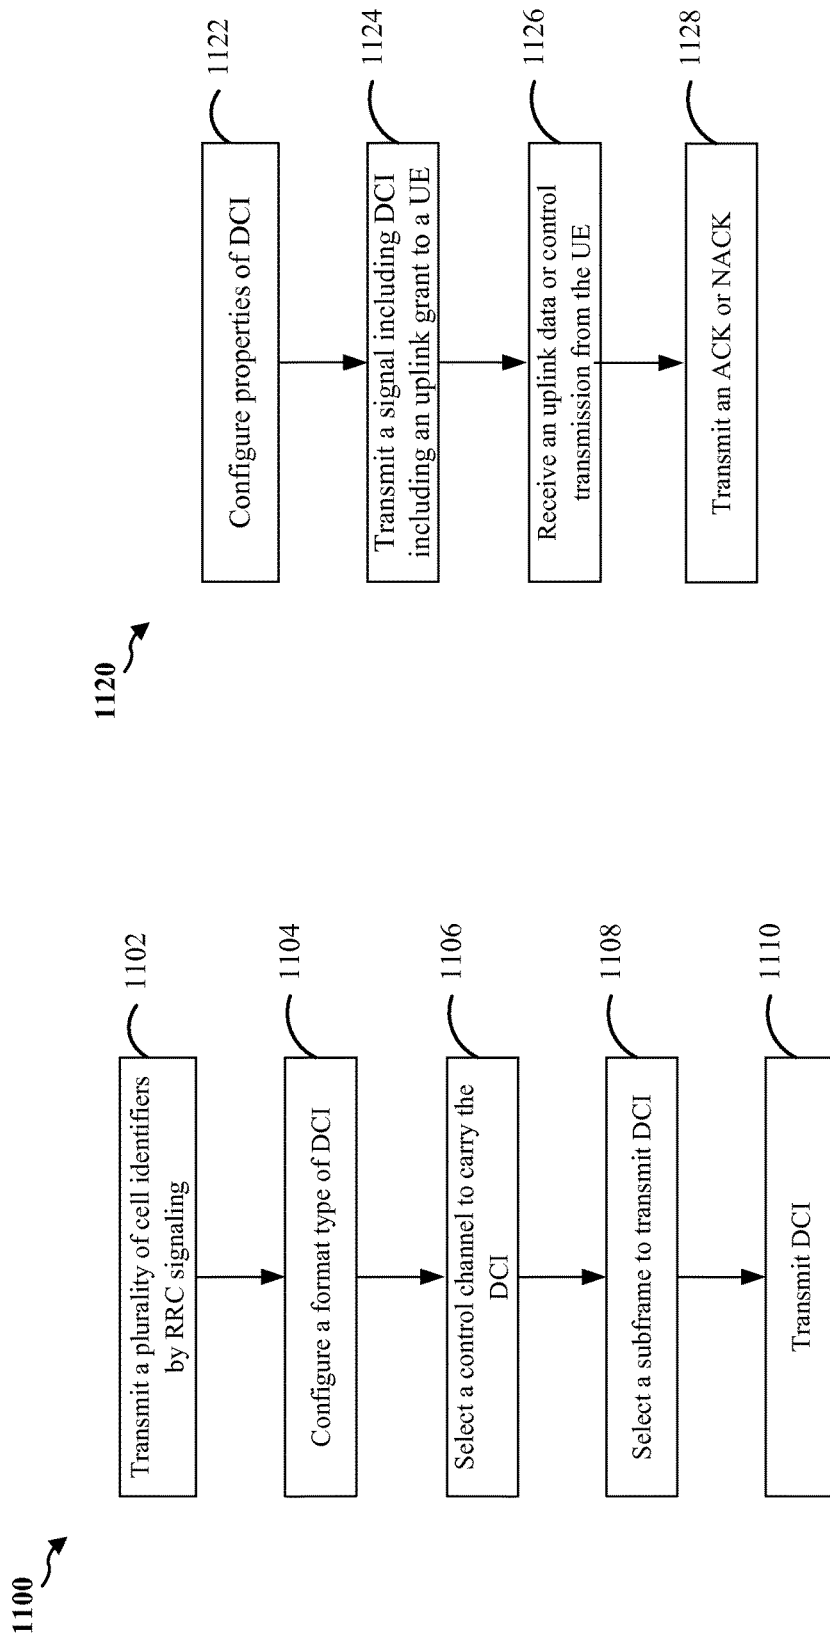 1100
Transmit a plurality of cell identifiers
by RRC signaling
1102
Configure a format type of DCI
1104
Select a control channel to carry the
DCI
1106
Select a subframe to transmit DCI
1108
Transmit DCI
1110
1120
Configure properties of DCI
1122
Transmit a signal including DCI
including an uplink grant to a UE
1124
Receive an uplink data or control
transmission from the UE
1126
Transmit an ACK or NACK
1128